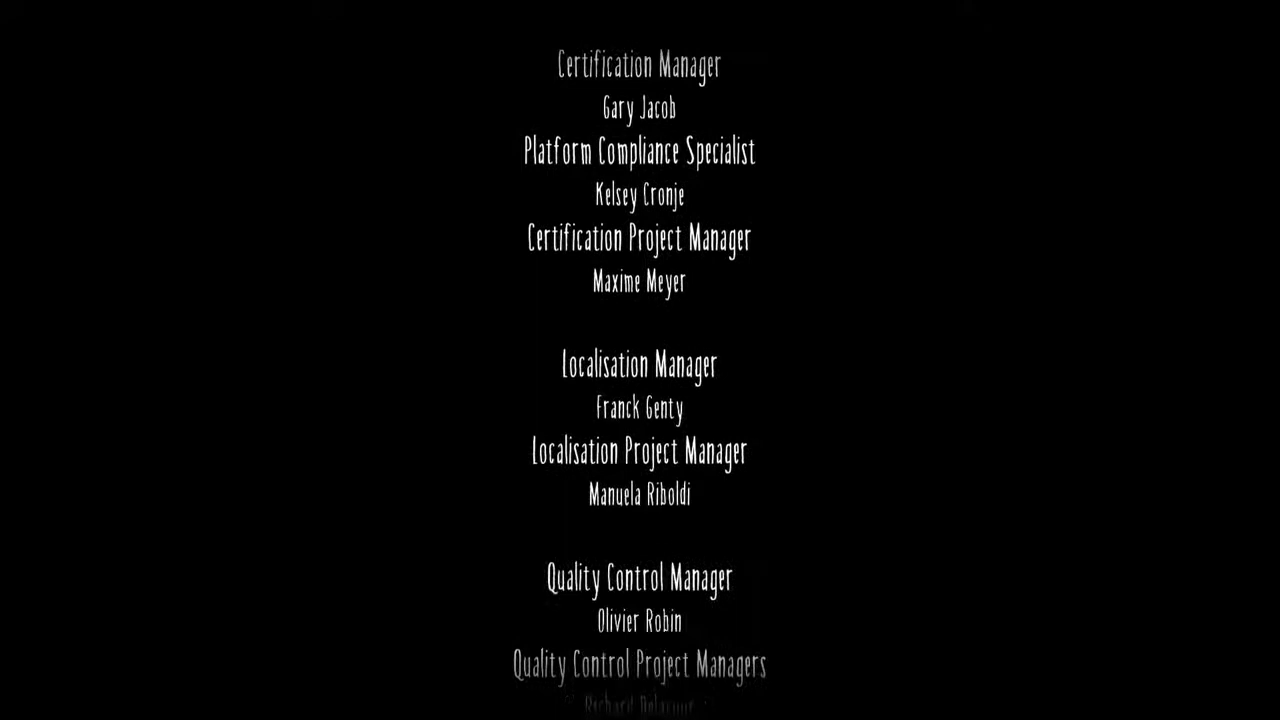 Certification Manager
Gary Jacob
Platform Compliance Specialist
Kelsey Cronje
Certification Project Manager
Maxime Meyer
Localisation Manager
Franck Genty
Localisation Project Manager
Manuela Riboldi
Quality Control Manager
Olivier Robin
Quality Control Project Managers
Richard